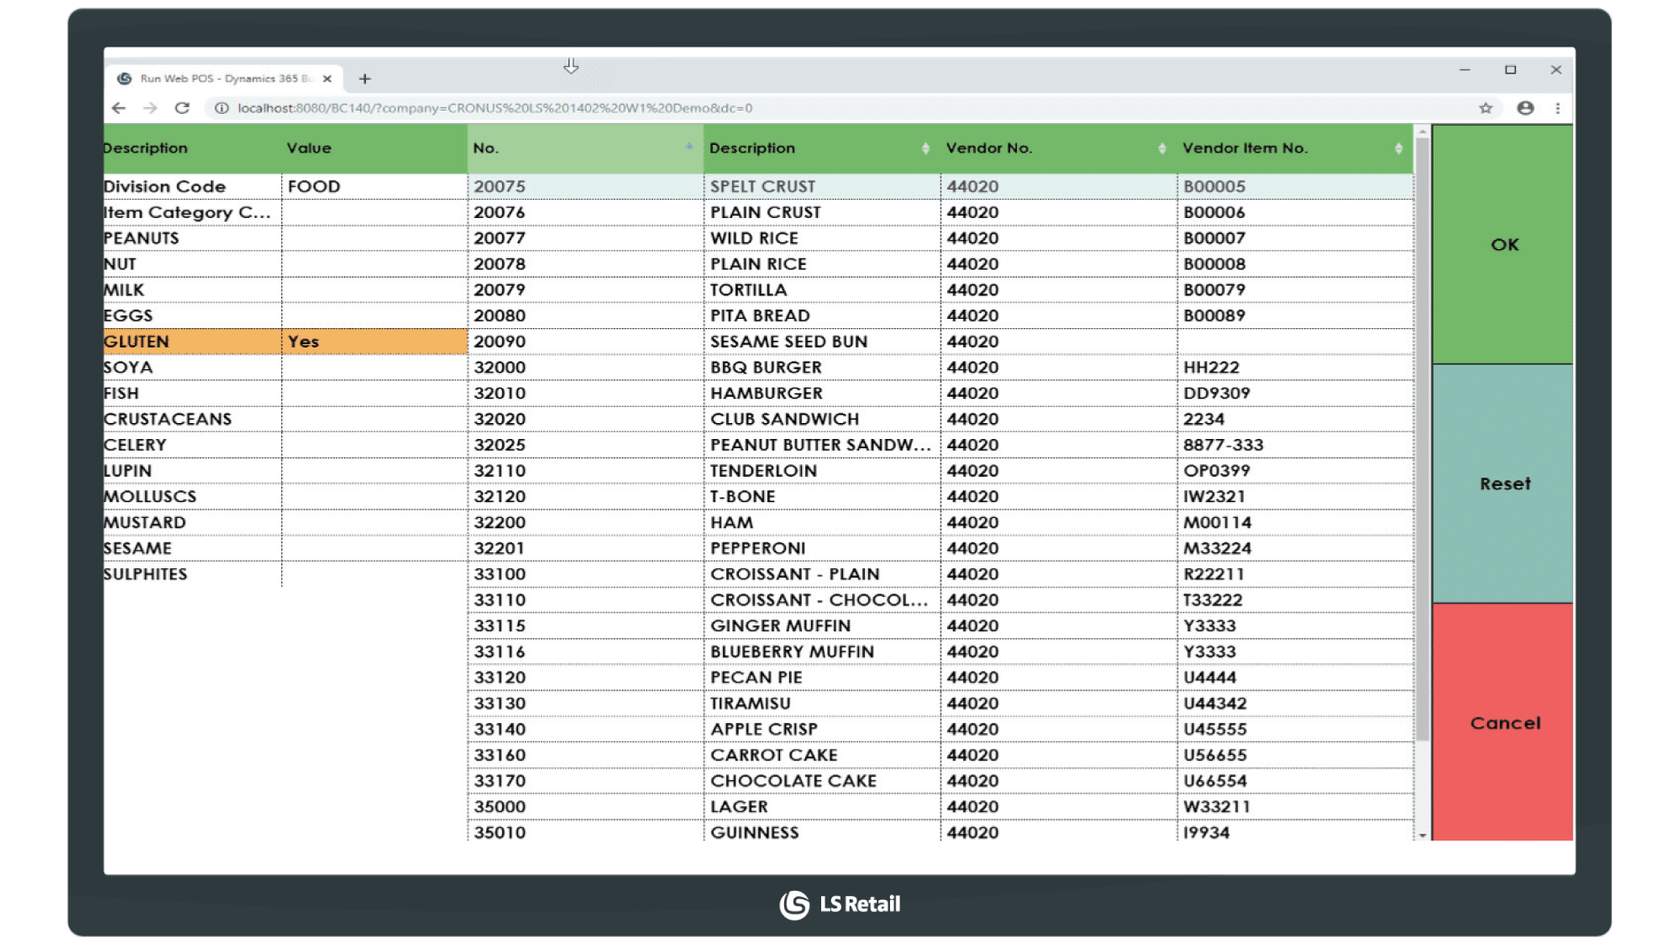 Run Web POS - Dynamics 365 Bu
localhost:8080/BC140/?company=CRONUS%20LS%201402%20W1%20Demo&dc=0
Description Value No. Description Vendor No. Vendor Item No.
Division Code FOOD 20075 SPELT CRUST 44020 B00005
Item Category C... 20076 PLAIN CRUST 44020 B00006
PEANUTS 20077 WILD RICE 44020 B00007
NUT 20078 PLAIN RICE 44020 B00008
MILK 20079 TORTILLA 44020 B00079
EGGS 20080 PITA BREAD 44020 B00089
GLUTEN Yes 20090 SESAME SEED BUN 44020
SOYA 32000 BBQ BURGER 44020 HH222
FISH 32010 HAMBURGER 44020 DD9309
CRUSTACEANS 32020 CLUB SANDWICH 44020 2234
CELERY 32025 PEANUT BUTTER SANDW... 44020 8877-333
LUPIN 32110 TENDERLOIN 44020 OP0399
MOLLUSCS 32120 T-BONE 44020 IW2321
MUSTARD 32200 HAM 44020 M00114
SESAME 32201 PEPPERONI 44020 M33224
SULPHITES 33100 CROISSANT - PLAIN 44020 R22211
33110 CROISSANT - CHOCOL... 44020 T33222
33115 GINGER MUFFIN 44020 Y3333
33116 BLUEBERRY MUFFIN 44020 Y3333
33120 PECAN PIE 44020 U4444
33130 TIRAMISU 44020 U44342
33140 APPLE CRISP 44020 U45555
33160 CARROT CAKE 44020 U56655
33170 CHOCOLATE CAKE 44020 U66554
35000 LAGER 44020 W33211
35010 GUINNESS 44020 I9934
OK
Reset
Cancel
LS Retail